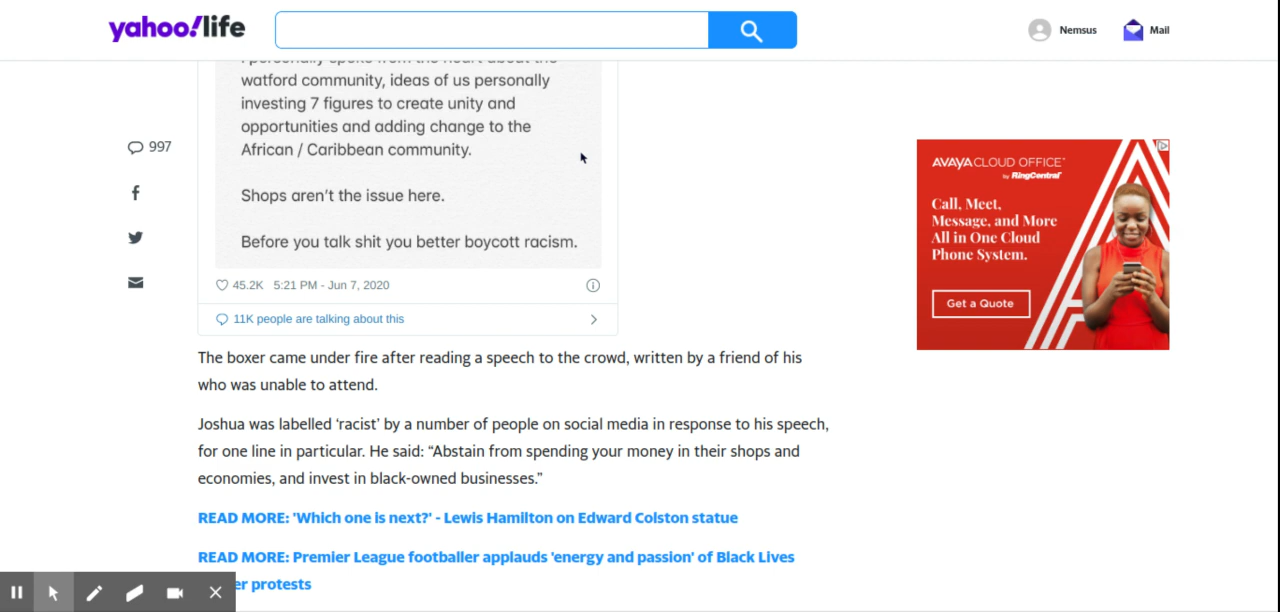 yahoo!life
Nemsus
Mail
I personally spoke from the heart about the
watford community, ideas of us personally
investing 7 figures to create unity and
opportunities and adding change to the
African / Caribbean community.
Shops aren't the issue here.
Before you talk shit you better boycott racism.
45.2K 5:21 PM - Jun 7, 2020
11K people are talking about this
997
The boxer came under fire after reading a speech to the crowd, written by a friend of his
who was unable to attend.
Joshua was labelled ‘racist’ by a number of people on social media in response to his speech,
for one line in particular. He said: “Abstain from spending your money in their shops and
economies, and invest in black-owned businesses.”
READ MORE: 'Which one is next?' - Lewis Hamilton on Edward Colston statue
READ MORE: Premier League footballer applauds 'energy and passion' of Black Lives
er protests
AVAYA CLOUD OFFICE™
by RingCentral
Call, Meet,
Message, and More
All in One Cloud
Phone System.
Get a Quote